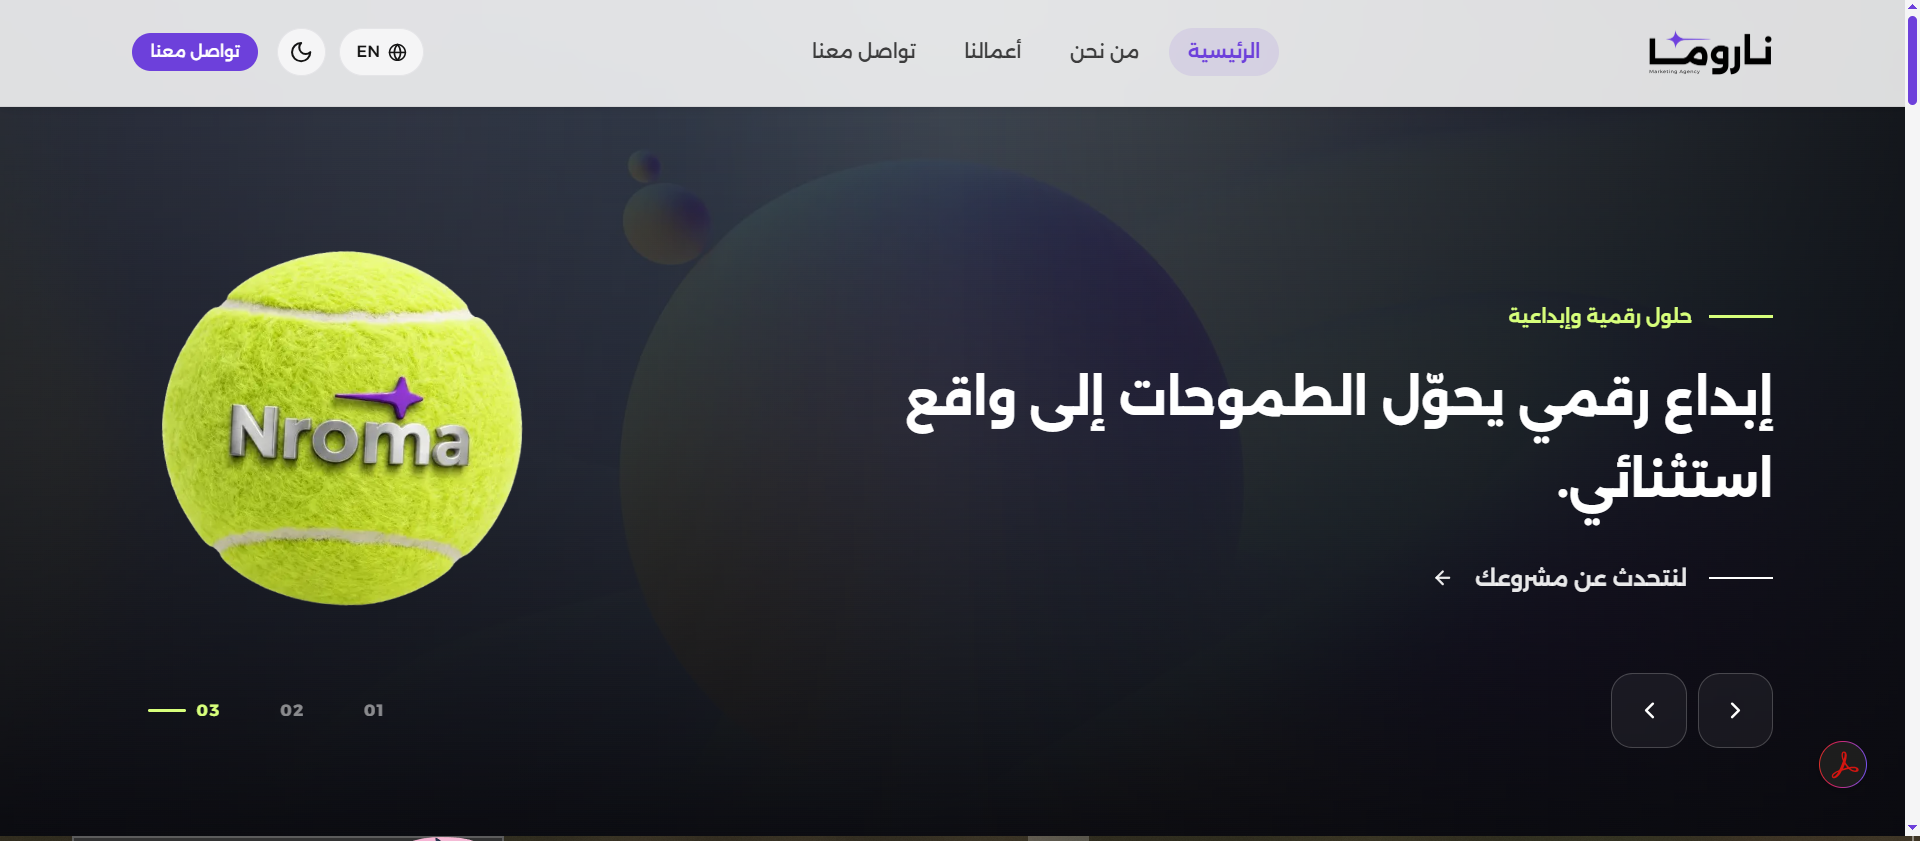 ناروما
Marketing Agency
الرئيسية
من نحن
أعمالنا
تواصل معنا
EN
تواصل معنا
حلول رقمية وإبداعية
إبداع رقمي يحوّل الطموحات إلى واقع
استثنائي.
لنتحدث عن مشروعك
Nroma
01
02
03